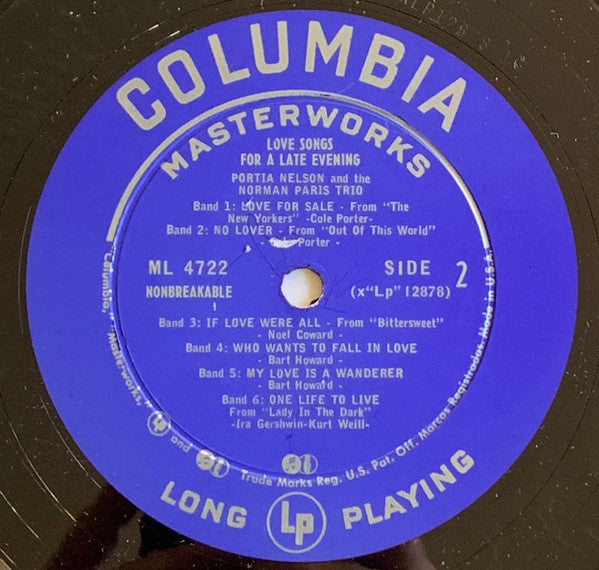 COLUMBIA
MASTERWORKS
LOVE SONGS
FOR A LATE EVENING
PORTIA NELSON and the
NORMAN PARIS TRIO
Band 1: LOVE FOR SALE - From "The
New Yorkers" -Cole Porter-
Band 2: NO LOVER - From "Out Of This World"
Porter -
ML 4722
NONBREAKABLE
1
SIDE 2
(x"Lp" 12878)
Band 3: IF LOVE WERE ALL - From "Bittersweet"
- Noel Coward -
Band 4: WHO WANTS TO FALL IN LOVE
- Bart Howard -
Band 5: MY LOVE IS A WANDERER
- Bart Howard -
Band 6: ONE LIFE TO LIVE
From "Lady In The Dark"
-Ira Gershwin-Kurt Weill-
"Columbia, "Masterworks," Lp and Trade Marks Reg. U.S. Pat. Off. Marcas Registradas Made in U.S.A.
LONG Lp PLAYING